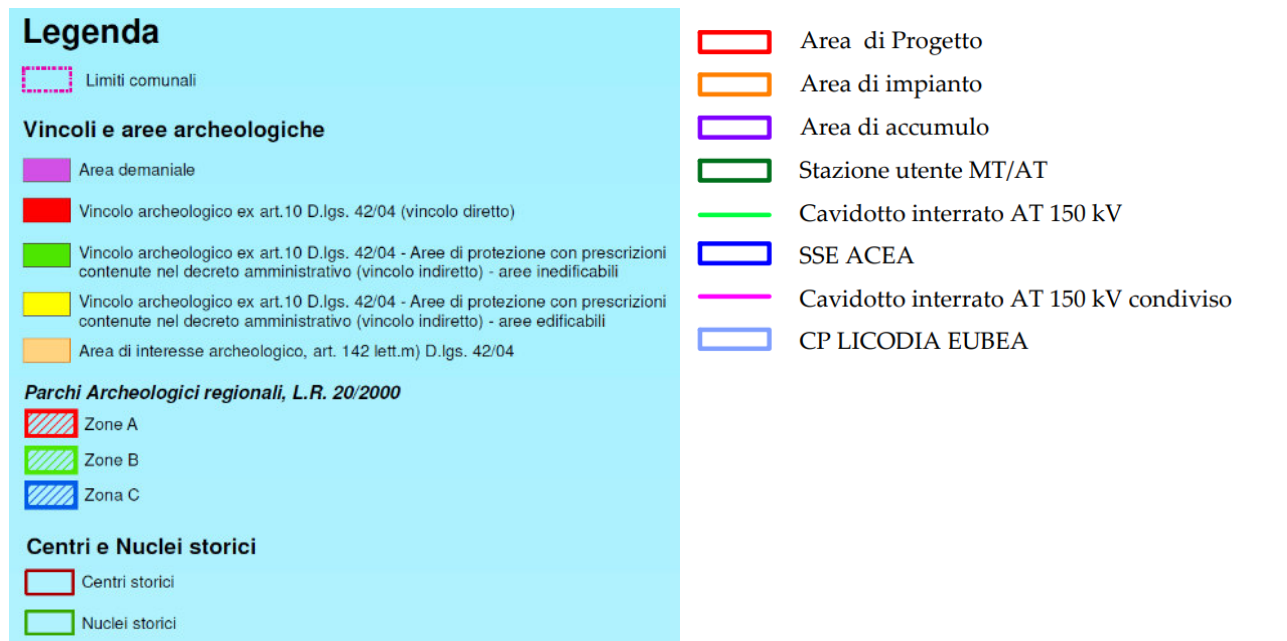 Legenda
Limiti comunali
Vincoli e aree archeologiche
Area demaniale
Vincolo archeologico ex art.10 D.lgs. 42/04 (vincolo diretto)
Vincolo archeologico ex art.10 D.lgs. 42/04 - Aree di protezione con prescrizioni
contenute nel decreto amministrativo (vincolo indiretto) - aree inedificabili
Vincolo archeologico ex art.10 D.lgs. 42/04 - Aree di protezione con prescrizioni
contenute nel decreto amministrativo (vincolo indiretto) - aree edificabili
Area di interesse archeologico, art. 142 lett.m) D.lgs. 42/04
Parchi Archeologici regionali, L.R. 20/2000
Zone A
Zone B
Zona C
Centri e Nuclei storici
Centri storici
Nuclei storici
Area di Progetto
Area di impianto
Area di accumulo
Stazione utente MT/AT
Cavidotto interrato AT 150 kV
SSE ACEA
Cavidotto interrato AT 150 kV condiviso
CP LICODIA EUBEA